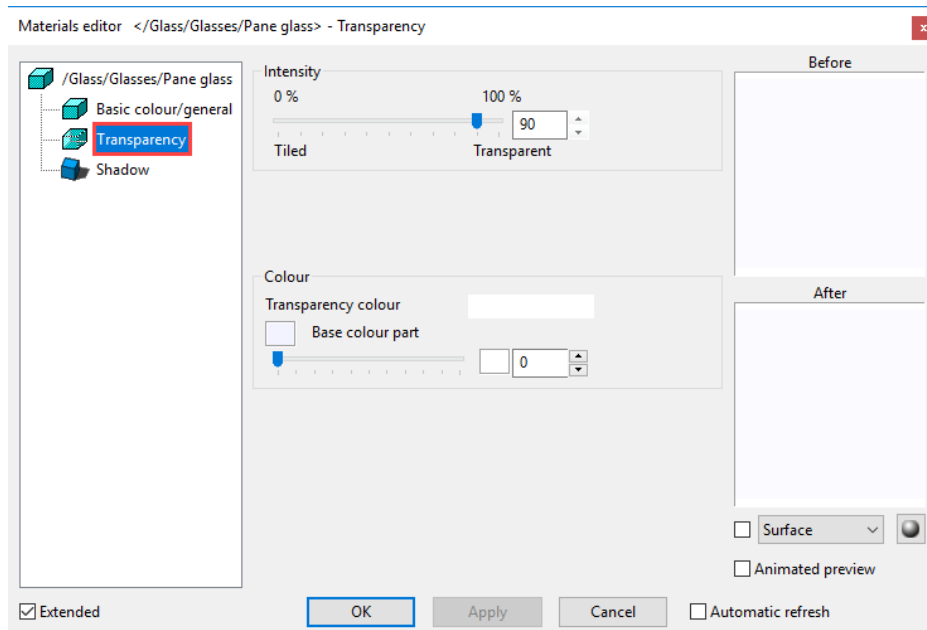 Materials editor </Glass/Glasses/Pane glass> - Transparency
x
/Glass/Glasses/Pane glass
Basic colour/general
Transparency
Shadow
Intensity
0 % 100 %
90
Tiled Transparent
Colour
Transparency colour
Base colour part
0
Before
After
Surface
Animated preview
Extended
OK
Apply
Cancel
Automatic refresh